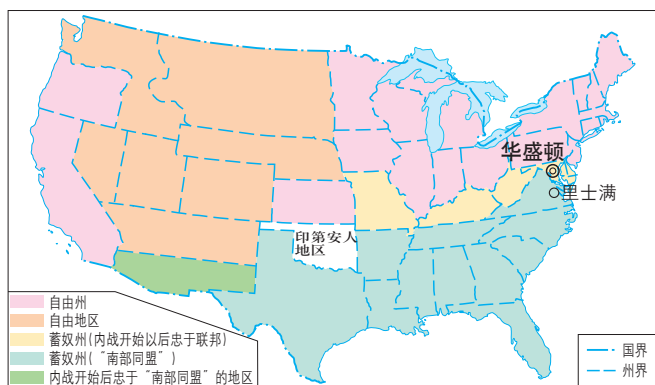 华盛顿
里士满
印第安人
地区
自由州
自由地区
蓄奴州(内战开始以后忠于联邦)
蓄奴州(“南部同盟”)
内战开始后忠于“南部同盟”的地区
国界
州界